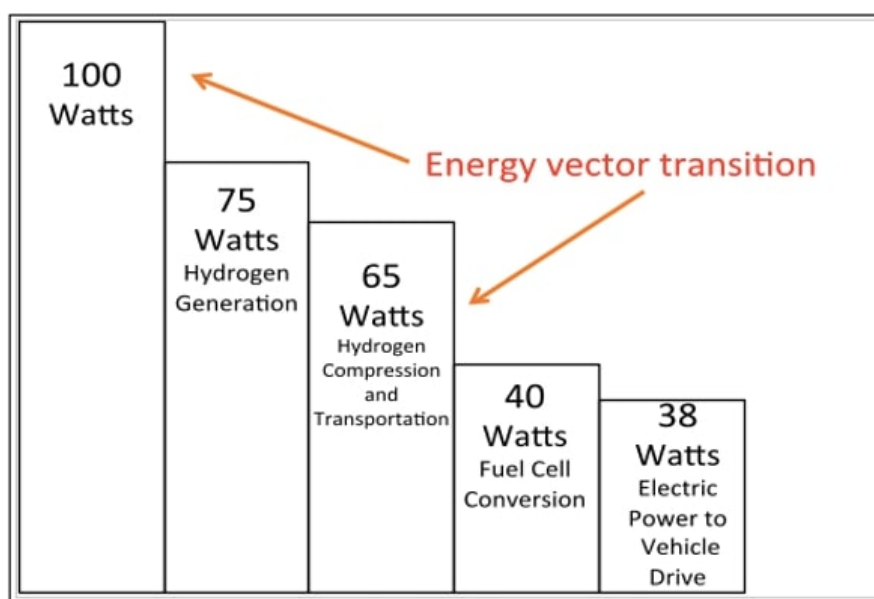 100
Watts
Energy vector transition
75
Watts
Hydrogen
Generation
65
Watts
Hydrogen
Compression
and
Transportation
40
Watts
Fuel Cell
Conversion
38
Watts
Electric
Power to
Vehicle
Drive